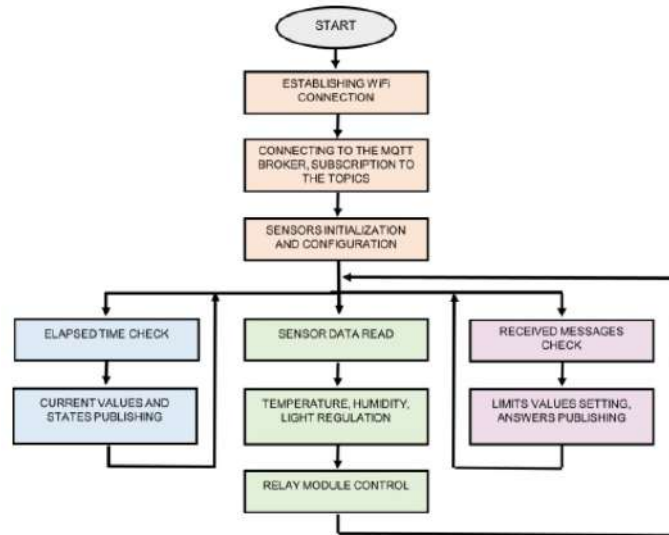 START
ESTABLISHING WiFi
CONNECTION
CONNECTING TO THE MQTT
BROKER, SUBSCRIPTION TO
THE TOPICS
SENSORS INITIALIZATION
AND CONFIGURATION
ELAPSED TIME CHECK
SENSOR DATA READ
RECEIVED MESSAGES
CHECK
CURRENT VALUES AND
STATES PUBLISHING
TEMPERATURE, HUMIDITY,
LIGHT REGULATION
LIMITS VALUES SETTING,
ANSWERS PUBLISHING
RELAY MODULE CONTROL